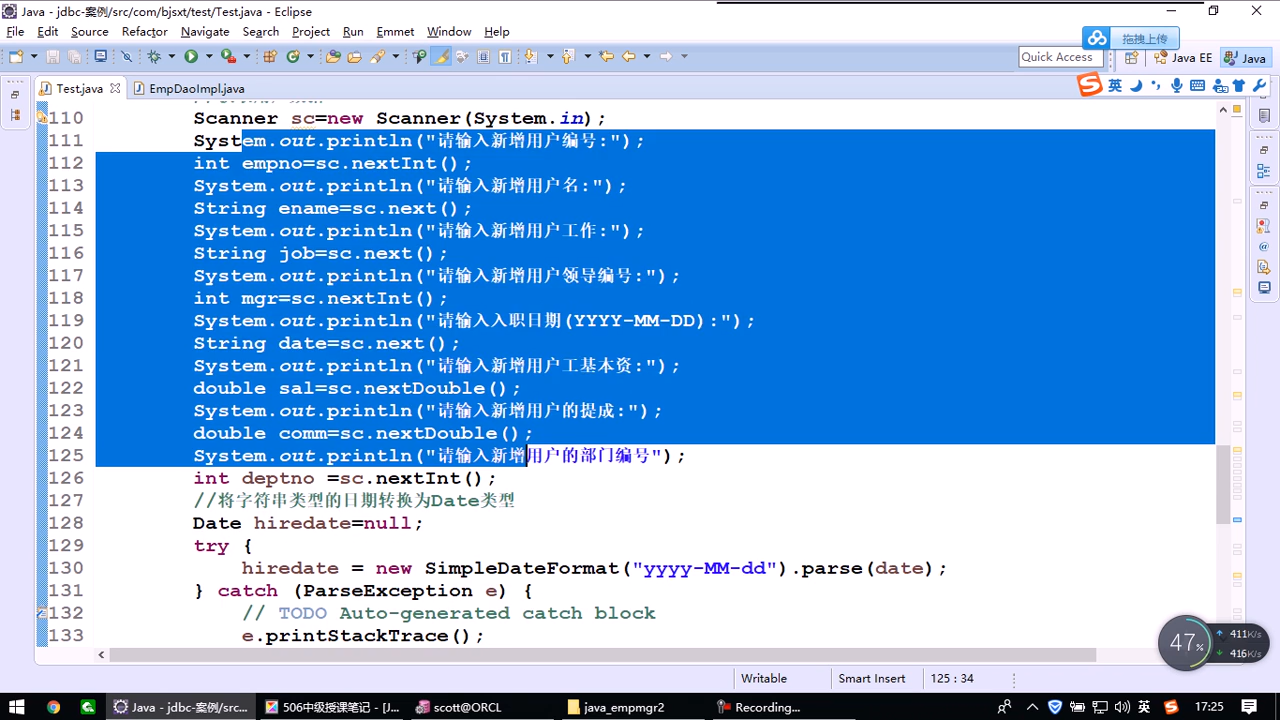 Java - jdbc-案例/src/com/bjsxt/test/Test.java - Eclipse
File Edit Source Refactor Navigate Search Project Run Emmet Window Help
拖拽上传
Quick Access
Java EE
Java
Test.java
EmpDaoImpl.java
英
110 Scanner sc=new Scanner(System.in);
111 System.out.println("请输入新增用户编号:");
112 int empno=sc.nextInt();
113 System.out.println("请输入新增用户名:");
114 String ename=sc.next();
115 System.out.println("请输入新增用户工作:");
116 String job=sc.next();
117 System.out.println("请输入新增用户领导编号:");
118 int mgr=sc.nextInt();
119 System.out.println("请输入入职日期(YYYY-MM-DD):");
120 String date=sc.next();
121 System.out.println("请输入新增用户工基本资:");
122 double sal=sc.nextDouble();
123 System.out.println("请输入新增用户的提成:");
124 double comm=sc.nextDouble();
125 System.out.println("请输入新增用户的部门编号");
126 int deptno =sc.nextInt();
127 //将字符串类型的日期转换为Date类型
128 Date hiredate=null;
129 try {
130 hiredate = new SimpleDateFormat("yyyy-MM-dd").parse(date);
131 } catch (ParseException e) {
132 // TODO Auto-generated catch block
133 e.printStackTrace();
47%
411K/s
416K/s
Writable
Smart Insert
125 : 34
Java - jdbc-案例/src...
506中级授课笔记 - [J...
scott@ORCL
java_empmgr2
Recording...
英
17:25